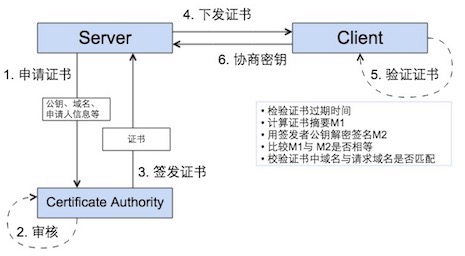 4. 下发证书
Server
Client
6. 协商密钥
1. 申请证书
5. 验证证书
公钥、域名、
申请人信息等
证书
• 检验证书过期时间
• 计算证书摘要M1
• 用签发者公钥解密签名M2
• 比较M1与 M2是否相等
• 校验证书中域名与请求域名是否匹配
3. 签发证书
Certificate Authority
2. 审核